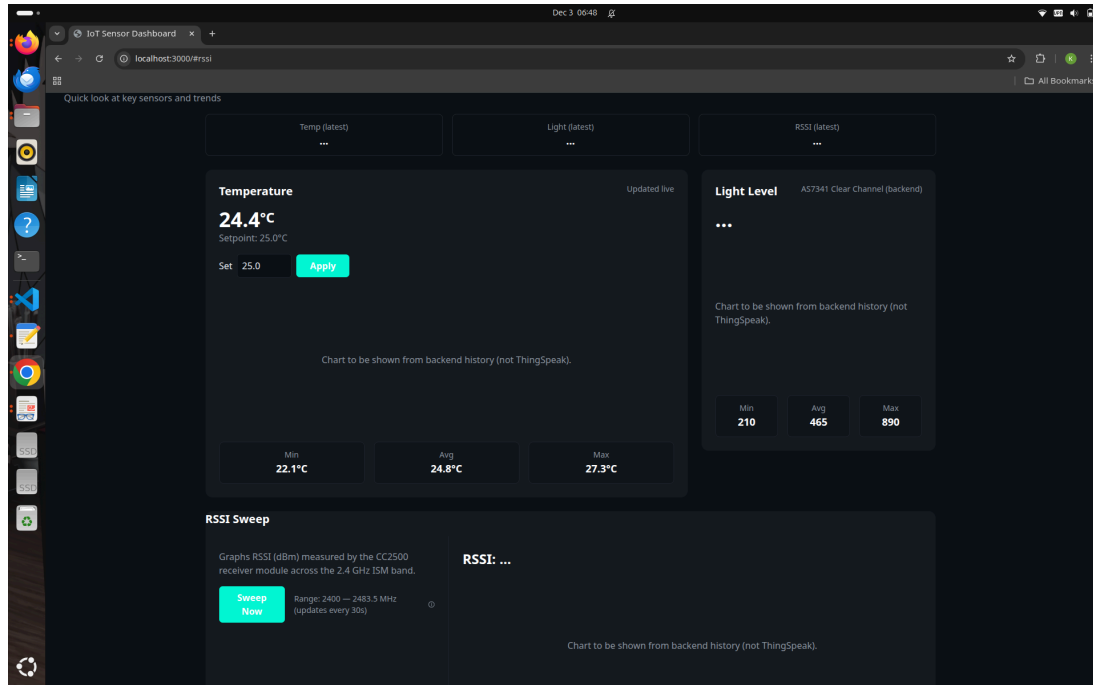 Dec 3 06:48
IoT Sensor Dashboard
localhost:3000/#rssi
K
All Bookmarks
Quick look at key sensors and trends
Temp (latest)
...
Light (latest)
...
RSSI (latest)
...
Temperature
Updated live
24.4°C
Setpoint: 25.0°C
Set 25.0 Apply
Chart to be shown from backend history (not ThingSpeak).
Min
22.1°C
Avg
24.8°C
Max
27.3°C
Light Level
AS7341 Clear Channel (backend)
...
Chart to be shown from backend history (not
ThingSpeak).
Min
210
Avg
465
Max
890
RSSI Sweep
Graphs RSSI (dBm) measured by the CC2500
receiver module across the 2.4 GHz ISM band.
Sweep
Now
Range: 2400 — 2483.5 MHz
(updates every 30s)
RSSI: ...
Chart to be shown from backend history (not ThingSpeak).
SSD
SSD